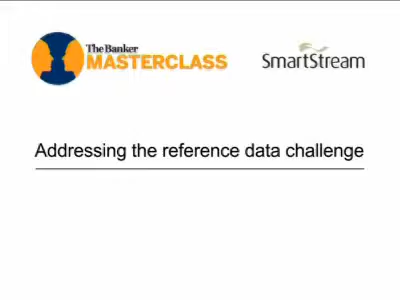 The Banker
MASTERCLASS
SmartStream
Addressing the reference data challenge